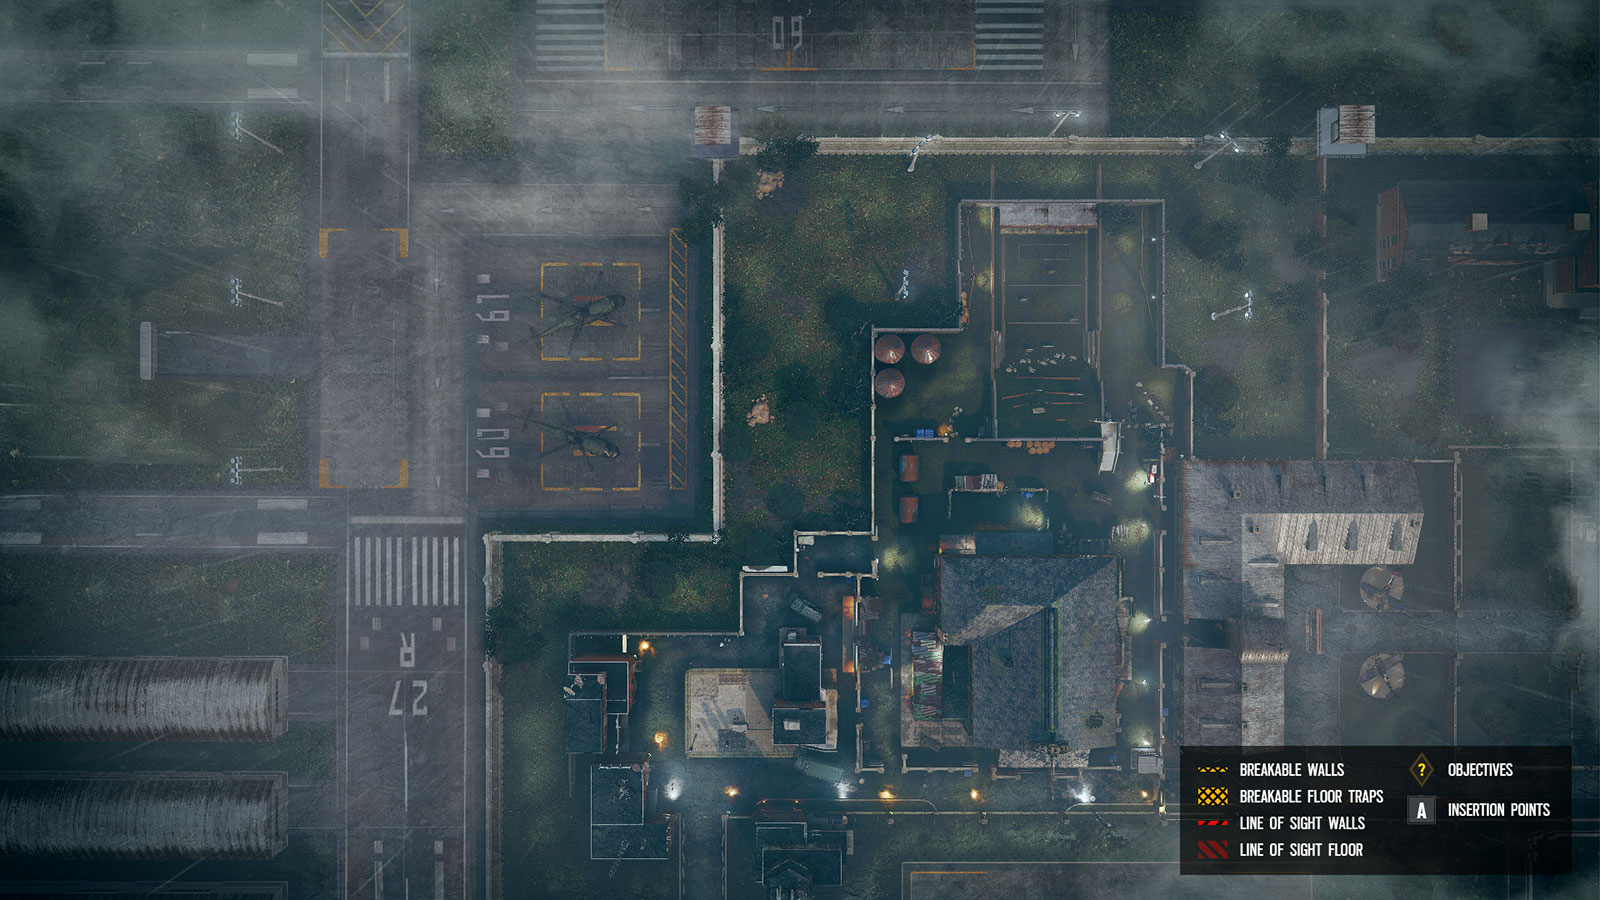 09
19
09
R
27
BREAKABLE WALLS
BREAKABLE FLOOR TRAPS
LINE OF SIGHT WALLS
LINE OF SIGHT FLOOR
? OBJECTIVES
A INSERTION POINTS